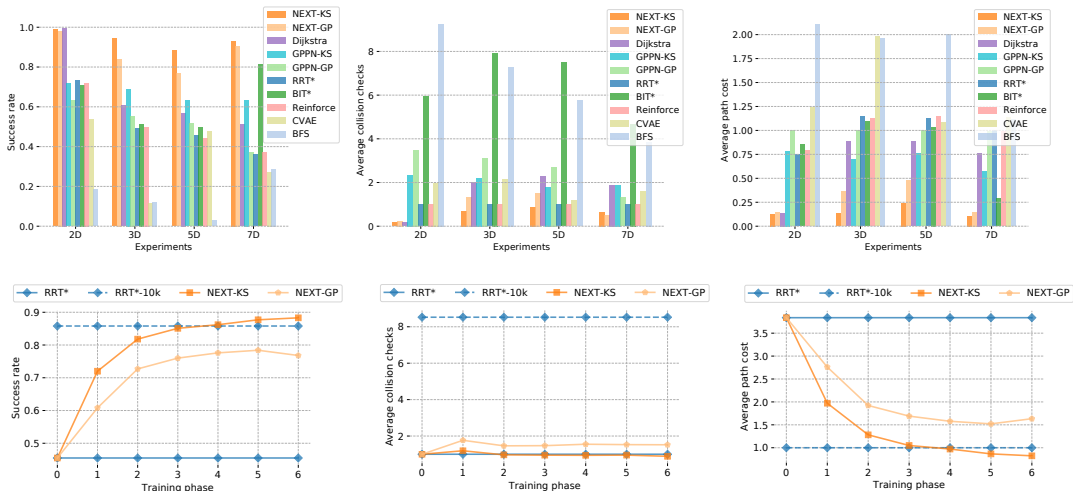 NEXT-KS
NEXT-GP
Dijkstra
GPPN-KS
GPPN-GP
RRT*
BIT*
Reinforce
CVAE
BFS
1.0
0.8
0.6
0.4
0.2
0.0
Success rate
2D 3D 5D 7D
Experiments
NEXT-KS
NEXT-GP
Dijkstra
GPPN-KS
GPPN-GP
RRT*
BIT*
Reinforce
CVAE
BFS
8
6
4
2
0
Average collision checks
2D 3D 5D 7D
Experiments
NEXT-KS
NEXT-GP
Dijkstra
GPPN-KS
GPPN-GP
RRT*
BIT*
Reinforce
CVAE
BFS
2.00
1.75
1.50
1.25
1.00
0.75
0.50
0.25
0.00
Average path cost
2D 3D 5D 7D
Experiments
RRT* RRT*-10k NEXT-KS NEXT-GP
0.9
0.8
0.7
0.6
0.5
Success rate
0 1 2 3 4 5 6
Training phase
RRT* RRT*-10k NEXT-KS NEXT-GP
8
6
4
2
Average collision checks
0 1 2 3 4 5 6
Training phase
RRT* RRT*-10k NEXT-KS NEXT-GP
3.5
3.0
2.5
2.0
1.5
1.0
Average path cost
0 1 2 3 4 5 6
Training phase